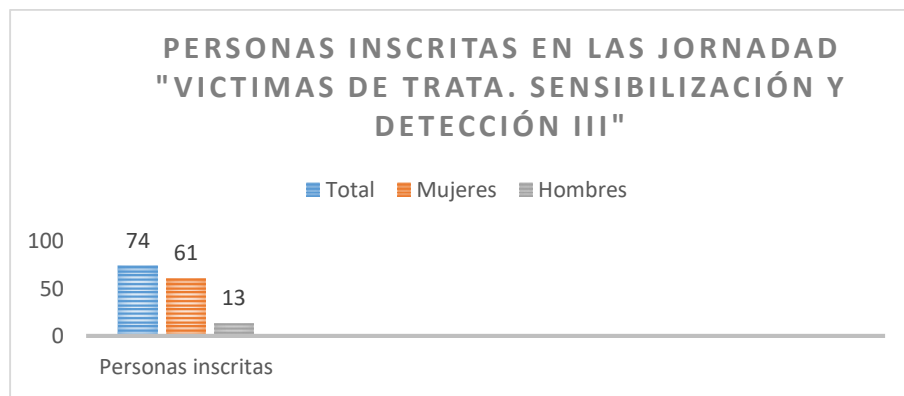 PERSONAS INSCRITAS EN LAS JORNADAD
"VICTIMAS DE TRATA. SENSIBILIZACIÓN Y
DETECCIÓN III"
Total Mujeres Hombres
100
50
0
74
61
13
Personas inscritas